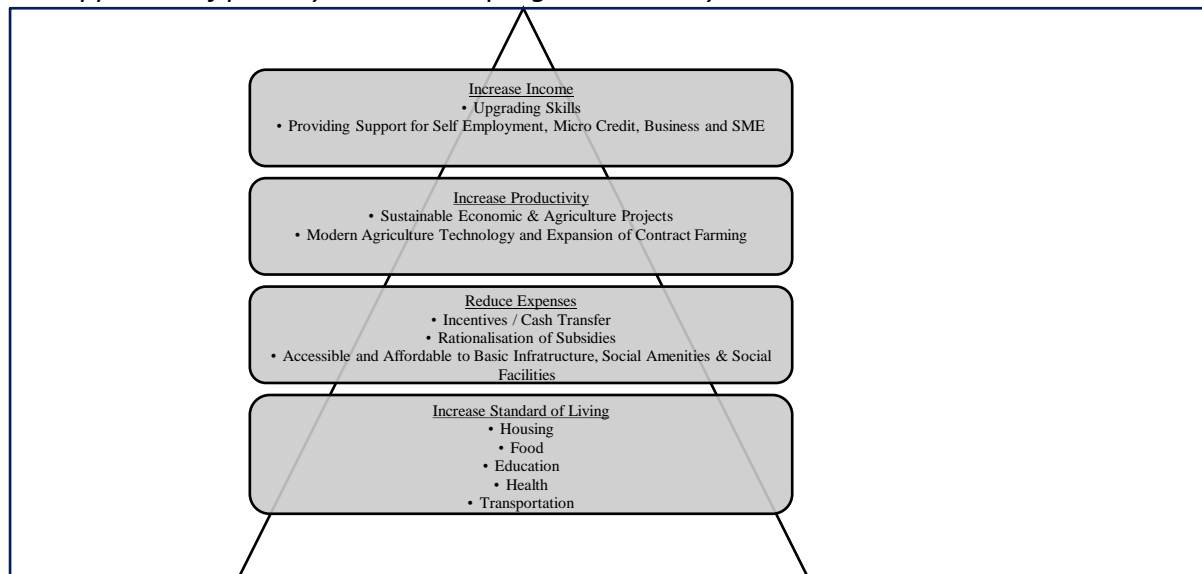 Increase Income
• Upgrading Skills
• Providing Support for Self Employment, Micro Credit, Business and SME
Increase Productivity
• Sustainable Economic & Agriculture Projects
• Modern Agriculture Technology and Expansion of Contract Farming
Reduce Expenses
• Incentives / Cash Transfer
• Rationalisation of Subsidies
• Accessible and Affordable to Basic Infratructure, Social Amenities & Social
Facilities
Increase Standard of Living
• Housing
• Food
• Education
• Health
• Transportation